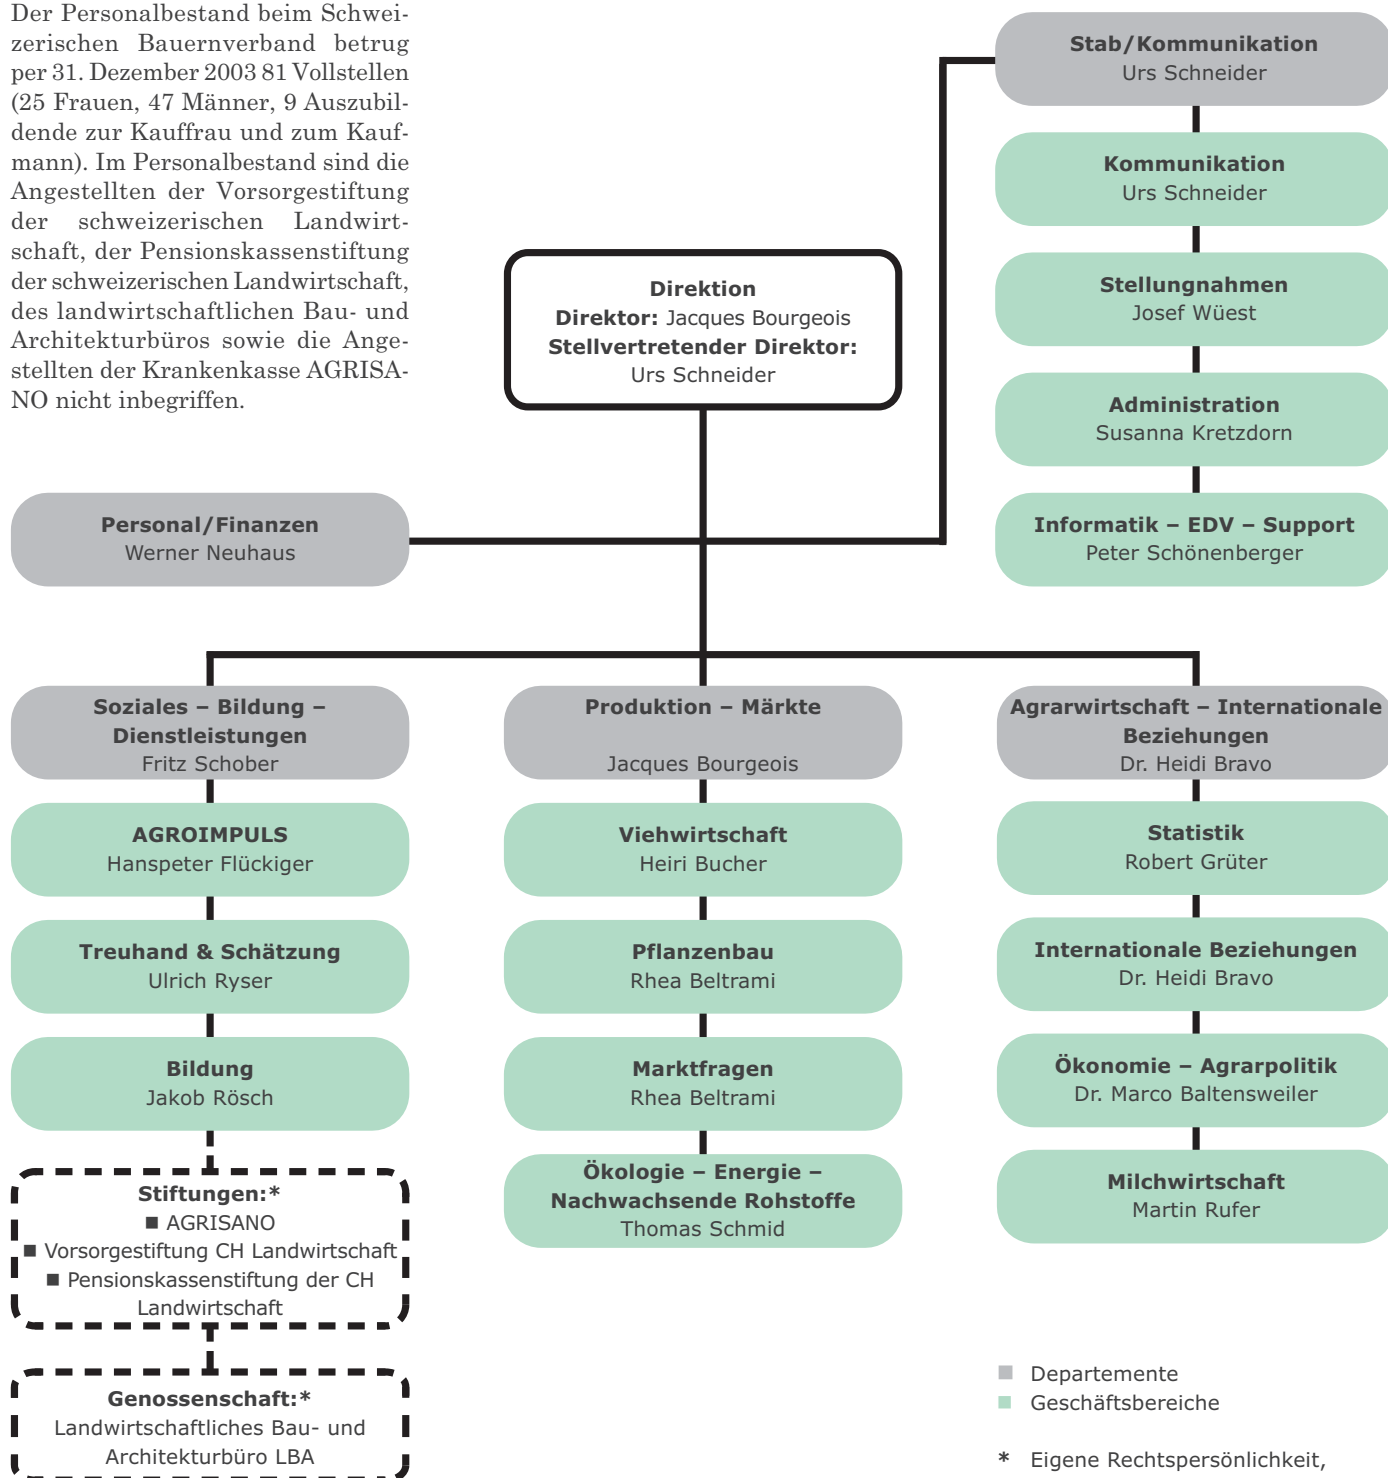 Der Personalbestand beim Schwei-
zerischen Bauernverband betrug
per 31. Dezember 2003 81 Vollstellen
(25 Frauen, 47 Männer, 9 Auszubil-
dende zur Kauffrau und zum Kauf-
mann). Im Personalbestand sind die
Angestellten der Vorsorgestiftung
der schweizerischen Landwirt-
schaft, der Pensionskassenstiftung
der schweizerischen Landwirtschaft,
des landwirtschaftlichen Bau- und
Architekturbüros sowie die Ange-
stellten der Krankenkasse AGRISA-
NO nicht inbegriffen.
Stab/Kommunikation
Urs Schneider
Kommunikation
Urs Schneider
Stellungnahmen
Josef Wüest
Administration
Susanna Kretzdorn
Informatik – EDV – Support
Peter Schönenberger
Direktion
Direktor: Jacques Bourgeois
Stellvertretender Direktor:
Urs Schneider
Personal/Finanzen
Werner Neuhaus
Soziales – Bildung –
Dienstleistungen
Fritz Schober
AGROIMPULS
Hanspeter Flückiger
Treuhand & Schätzung
Ulrich Ryser
Bildung
Jakob Rösch
Stiftungen:*
■ AGRISANO
■ Vorsorgestiftung CH Landwirtschaft
■ Pensionskassenstiftung der CH
Landwirtschaft
Genossenschaft:*
Landwirtschaftliches Bau- und
Architekturbüro LBA
Produktion – Märkte
Jacques Bourgeois
Viehwirtschaft
Heiri Bucher
Pflanzenbau
Rhea Beltrami
Marktfragen
Rhea Beltrami
Ökologie – Energie –
Nachwachsende Rohstoffe
Thomas Schmid
Agrarwirtschaft – Internationale
Beziehungen
Dr. Heidi Bravo
Statistik
Robert Grüter
Internationale Beziehungen
Dr. Heidi Bravo
Ökonomie – Agrarpolitik
Dr. Marco Baltensweiler
Milchwirtschaft
Martin Rufer
■ Departemente
■ Geschäftsbereiche
* Eigene Rechtspersönlichkeit,